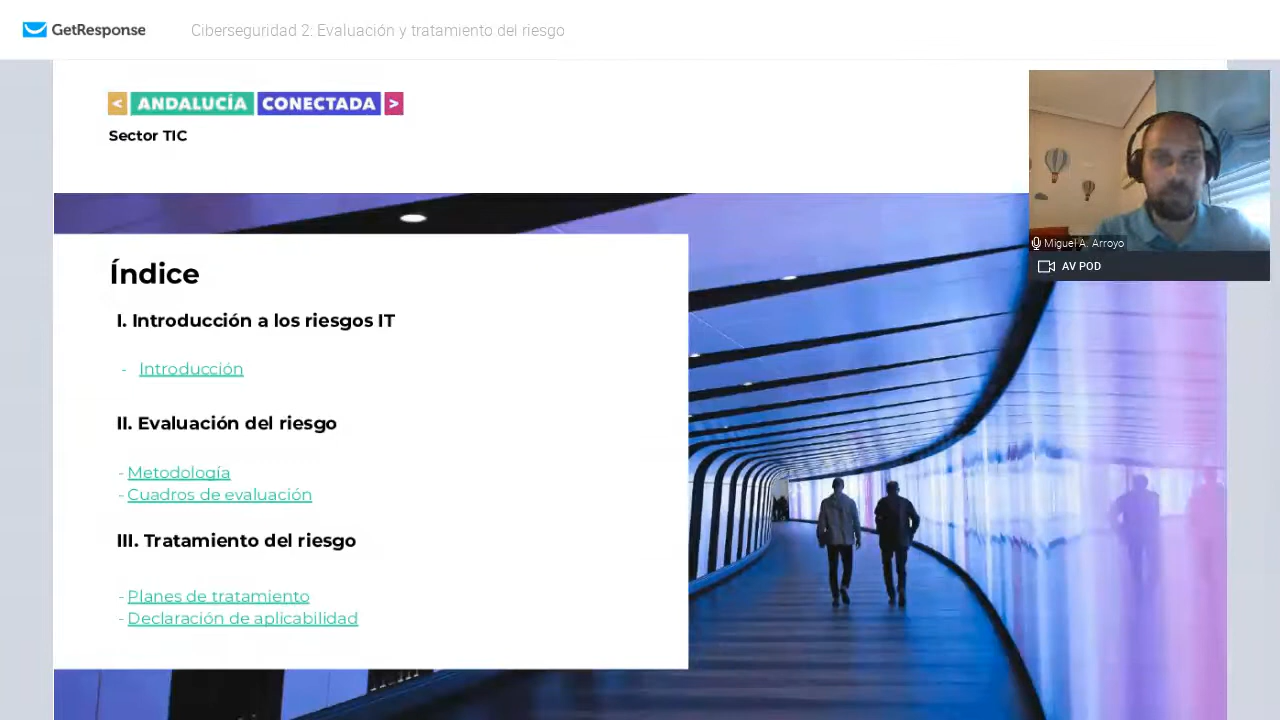 GetResponse
Ciberseguridad 2: Evaluación y tratamiento del riesgo
< ANDALUCÍA CONECTADA >
Sector TIC
Miguel A. Arroyo
AV POD
Índice
I. Introducción a los riesgos IT
- Introducción
II. Evaluación del riesgo
- Metodología
- Cuadros de evaluación
III. Tratamiento del riesgo
- Planes de tratamiento
- Declaración de aplicabilidad